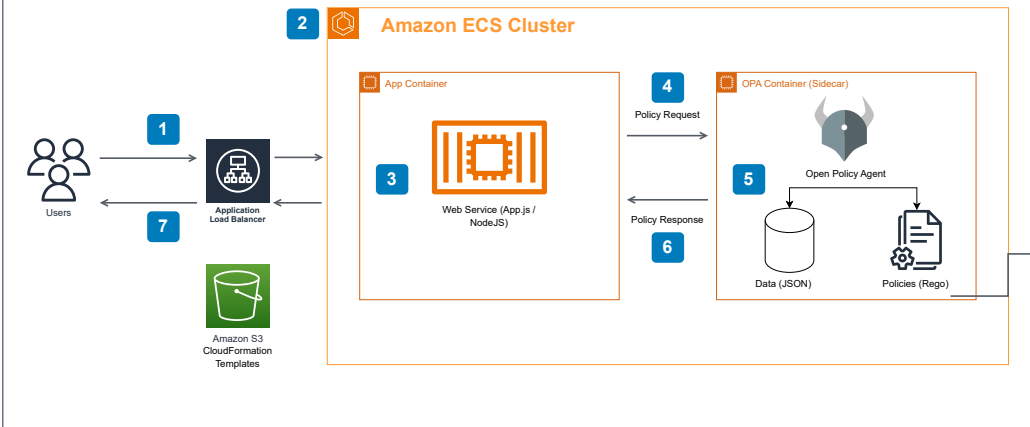 2
Amazon ECS Cluster
App Container
4
Policy Request
OPA Container (Sidecar)
1
3
5
Open Policy Agent
Users
Application
Load Balancer
7
Web Service (App.js /
NodeJS)
Policy Response
6
Data (JSON)
Policies (Rego)
Amazon S3
CloudFormation
Templates